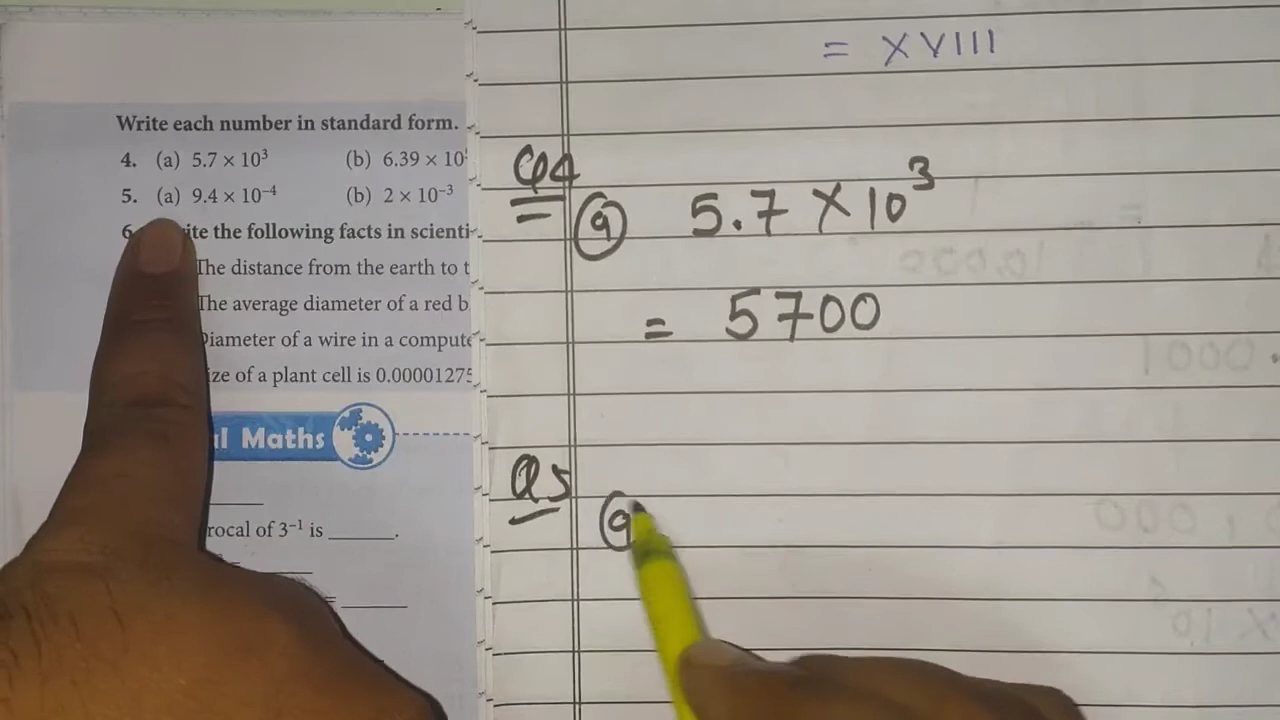 Write each number in standard form.
4. (a) 5.7 × 10³ (b) 6.39 × 10
5. (a) 9.4 × 10⁻⁴ (b) 2 × 10⁻³
6 ite the following facts in scienti
The distance from the earth to t
The average diameter of a red b
Diameter of a wire in a compute
ize of a plant cell is 0.00001275
l Maths
rocal of 3⁻¹ is ______.
= XVIII
Q4
(a) 5.7 × 10³
= 5700
Q5
(a)